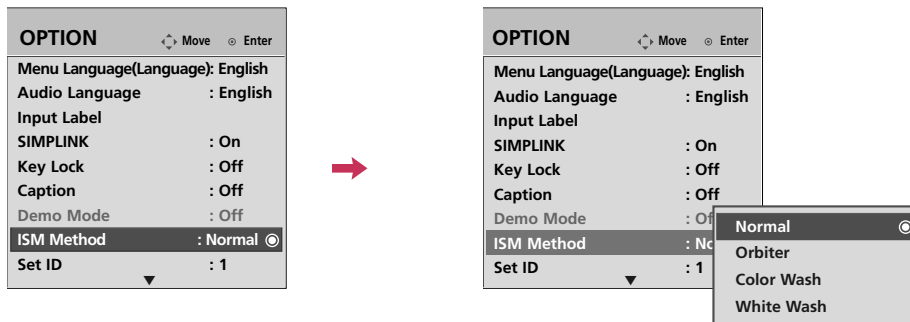 OPTION Move Enter
Menu Language(Language): English
Audio Language : English
Input Label
SIMPLINK : On
Key Lock : Off
Caption : Off
Demo Mode : Off
ISM Method : Normal
Set ID : 1
OPTION Move Enter
Menu Language(Language): English
Audio Language : English
Input Label
SIMPLINK : On
Key Lock : Off
Caption : Off
Demo Mode
ISM Method
Set ID : 1
Normal
Orbiter
Color Wash
White Wash